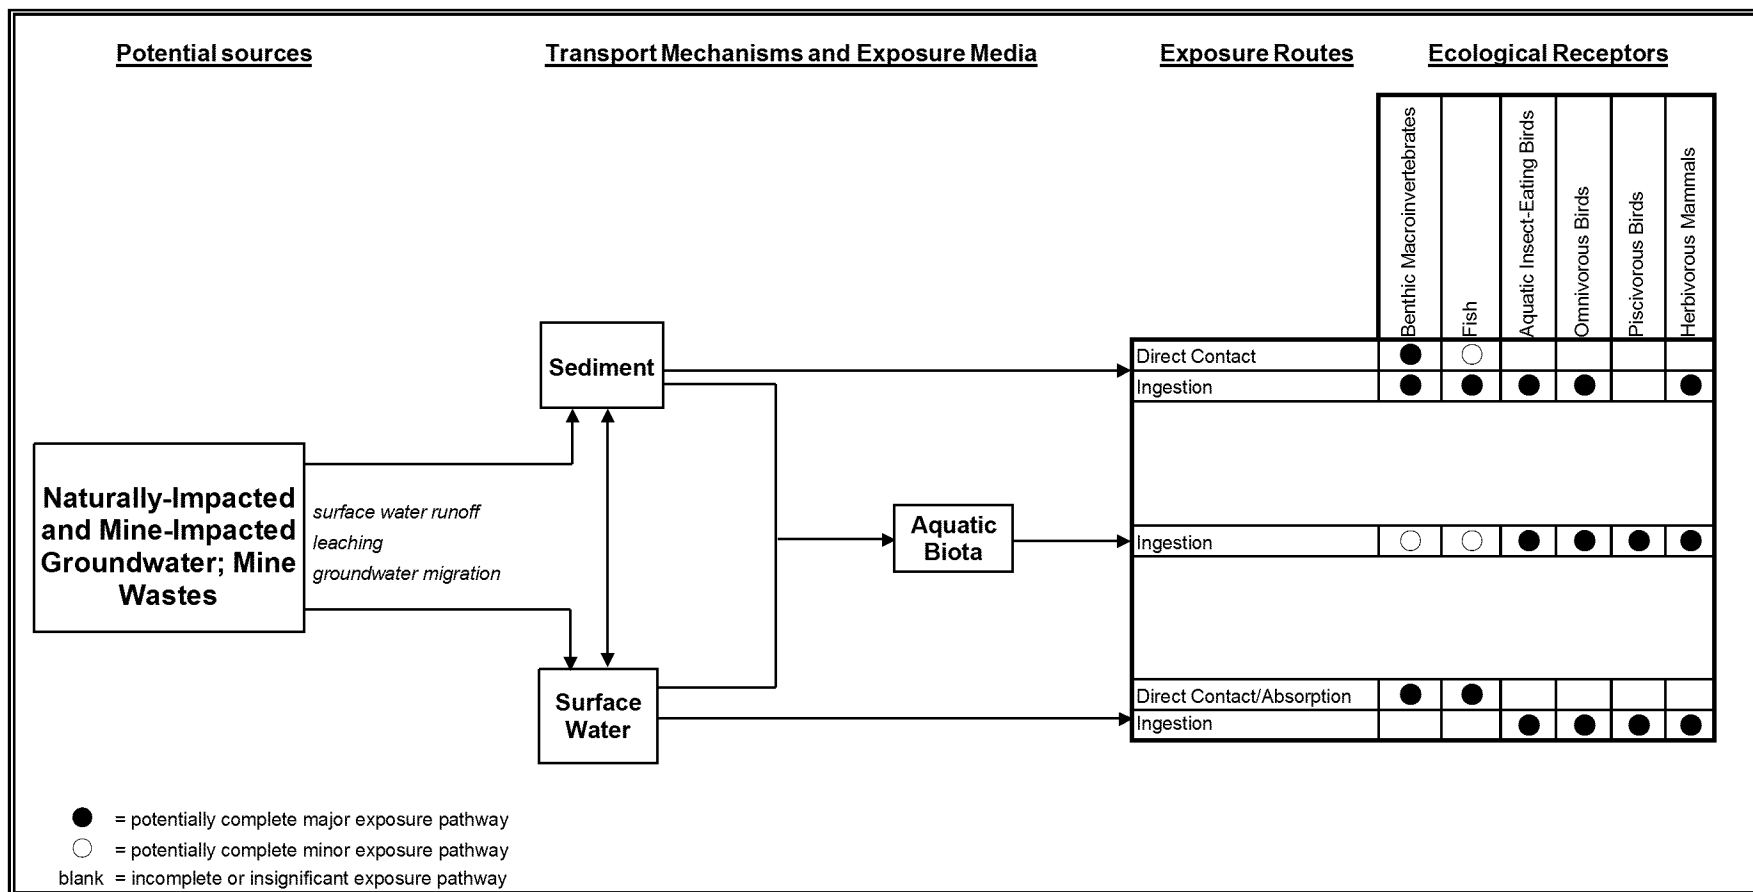 Potential sources
Transport Mechanisms and Exposure Media
Exposure Routes
Ecological Receptors
Benthic Macroinvertebrates
Fish
Aquatic Insect-Eating Birds
Omnivorous Birds
Piscivorous Birds
Herbivorous Mammals
Sediment
Direct Contact
Ingestion
Naturally-Impacted
and Mine-Impacted
Groundwater; Mine
Wastes
surface water runoff
leaching
groundwater migration
Aquatic
Biota
Ingestion
Surface
Water
Direct Contact/Absorption
Ingestion
= potentially complete major exposure pathway
= potentially complete minor exposure pathway
blank = incomplete or insignificant exposure pathway